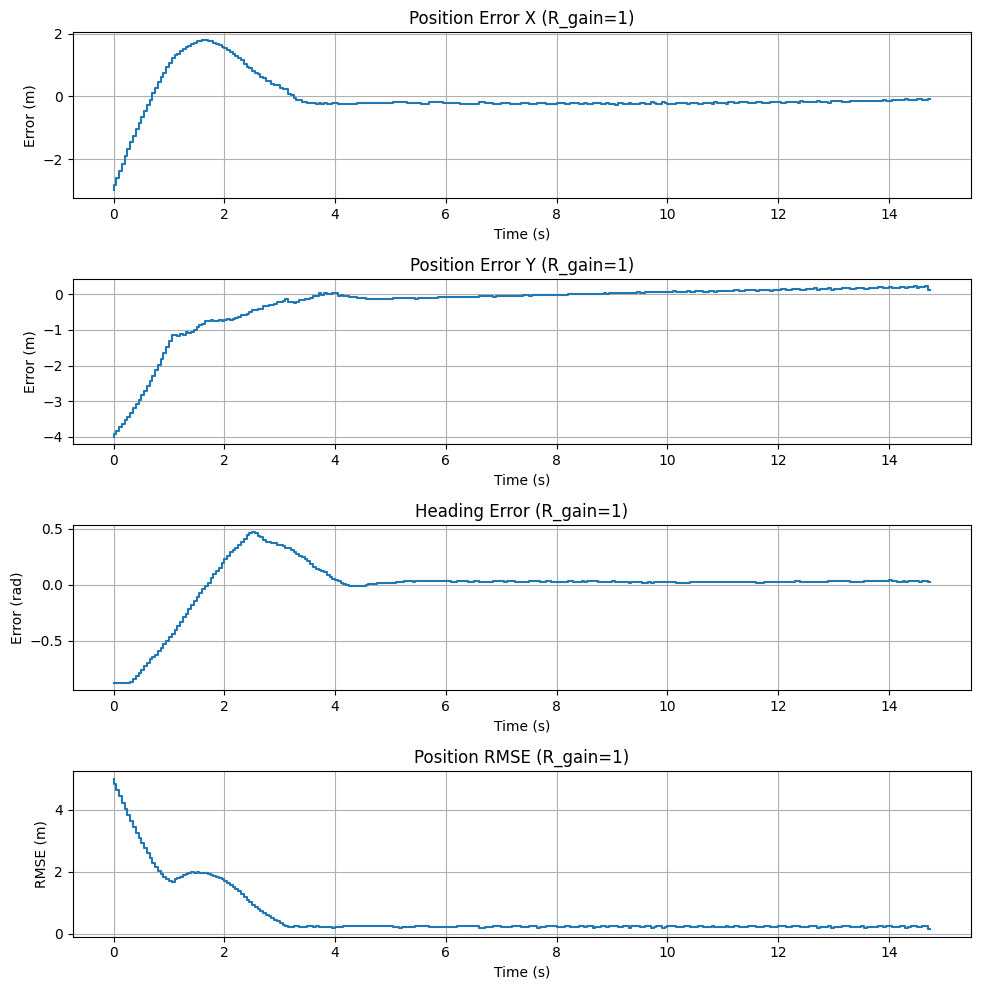 Position Error X (R_gain=1)
2
0
−2
Error (m)
0 2 4 6 8 10 12 14
Time (s)
Position Error Y (R_gain=1)
0
−1
−2
−3
−4
Error (m)
0 2 4 6 8 10 12 14
Time (s)
Heading Error (R_gain=1)
0.5
0.0
−0.5
Error (rad)
0 2 4 6 8 10 12 14
Time (s)
Position RMSE (R_gain=1)
4
2
0
RMSE (m)
0 2 4 6 8 10 12 14
Time (s)